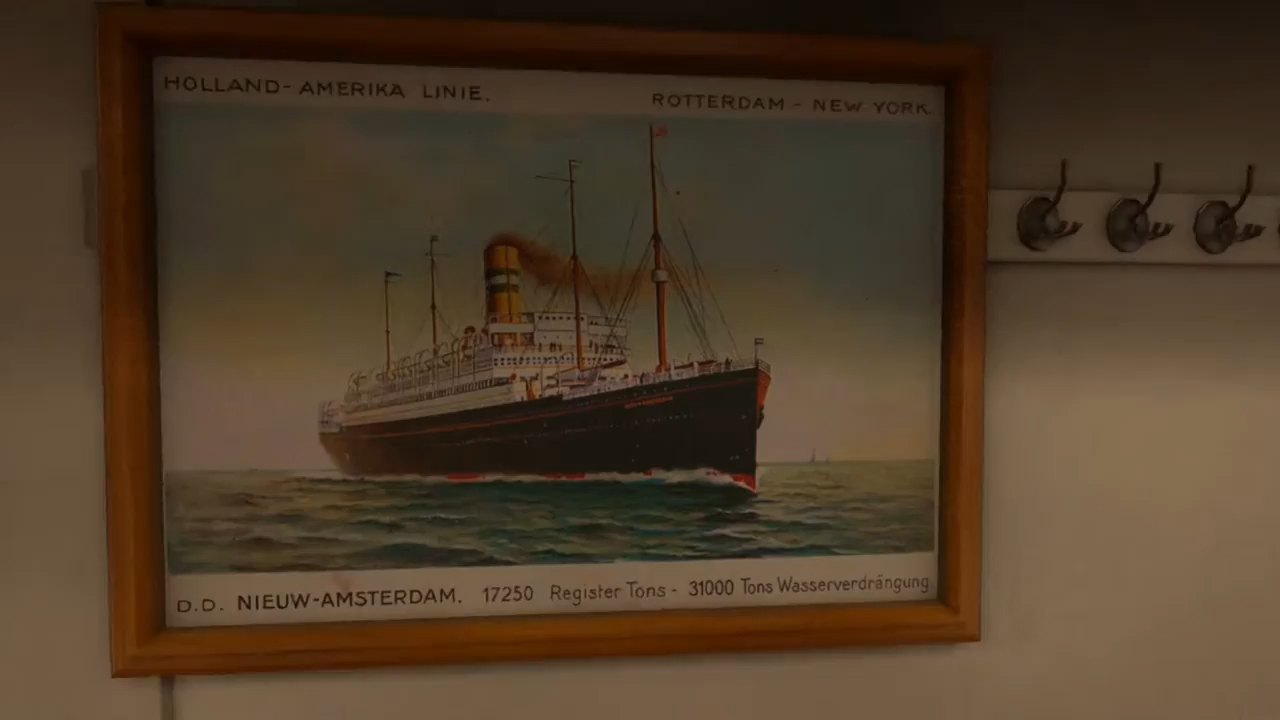 HOLLAND-AMERIKA LINIE.
ROTTERDAM - NEW YORK.
D.D. NIEUW-AMSTERDAM. 17250 Register Tons - 31000 Tons Wasserverdrängung.